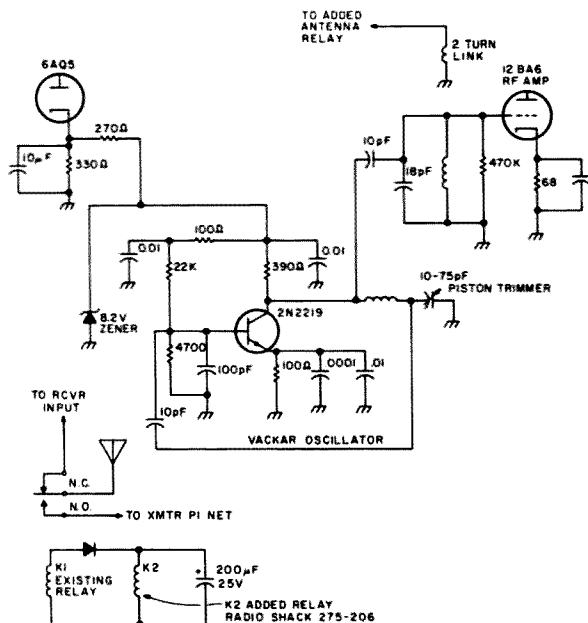 TO ADDED
ANTENNA
RELAY
2 TURN
LINK
6AQ5
12BA6
RF AMP
270Ω
10µF
330Ω
10pF
18pF
470K
68
100Ω
0.01
0.01
22K
390Ω
10-75pF
PISTON TRIMMER
8.2V
ZENER
2N2219
4700
100pF
100Ω
.0001
.01
10pF
TO RCVR
INPUT
VACKAR OSCILLATOR
N.C.
N.O.
TO XMTR PI NET
K1
EXISTING
RELAY
K2
+
200µF
25V
K2 ADDED RELAY
RADIO SHACK 275-206